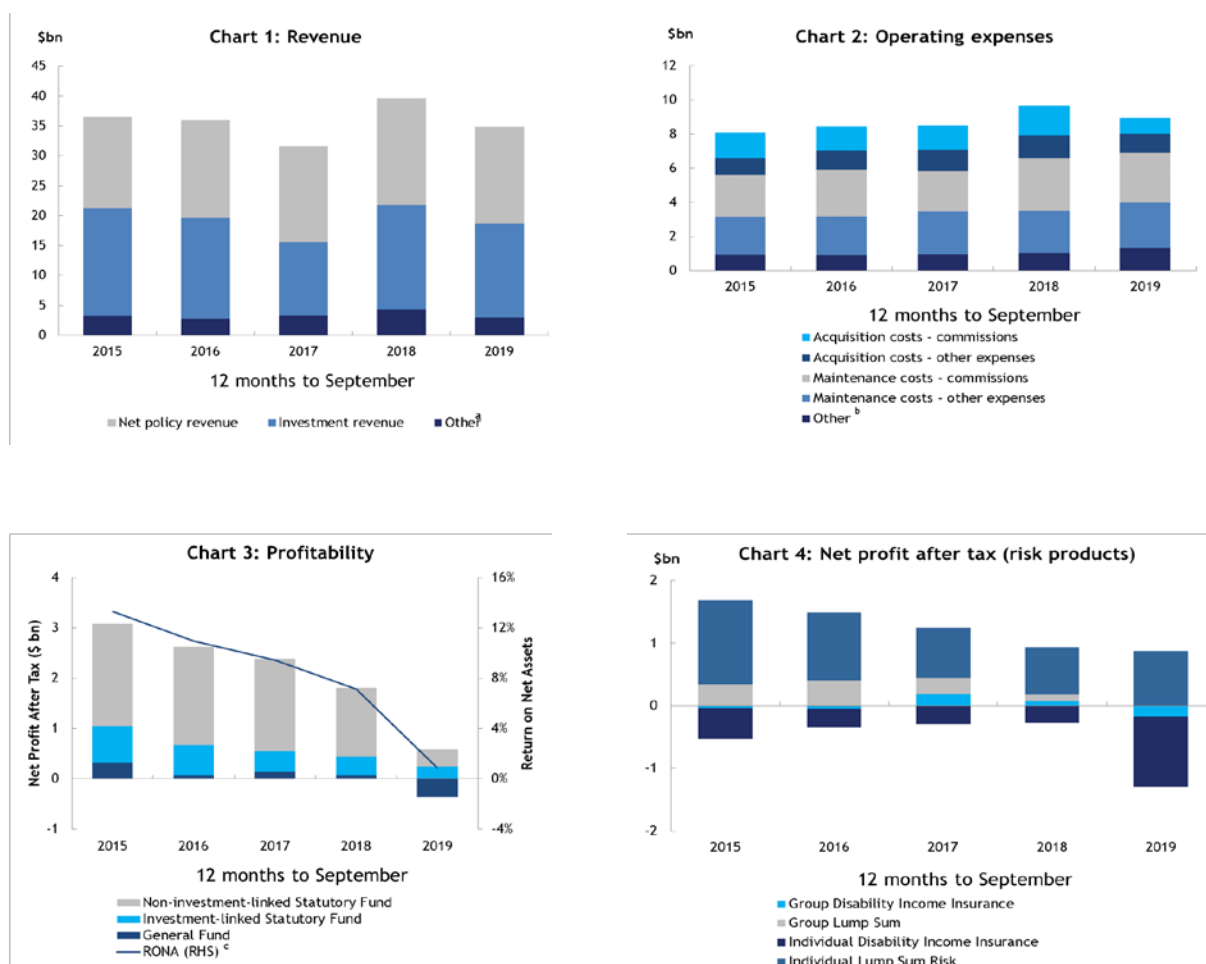 $bn
Chart 1: Revenue
45
40
35
30
25
20
15
10
5
0
2015 2016 2017 2018 2019
12 months to September
Net policy revenue Investment revenue Other a
$bn
Chart 2: Operating expenses
12
10
8
6
4
2
0
2015 2016 2017 2018 2019
12 months to September
Acquisition costs - commissions
Acquisition costs - other expenses
Maintenance costs - commissions
Maintenance costs - other expenses
Other b
Chart 3: Profitability
Net Profit After Tax ($ bn)
4
3
2
1
0
-1
16%
12%
8%
4%
0%
-4%
Return on Net Assets
2015 2016 2017 2018 2019
12 months to September
Non-investment-linked Statutory Fund
Investment-linked Statutory Fund
General Fund
RONA (RHS) c
$bn
Chart 4: Net profit after tax (risk products)
2
1
0
-1
-2
2015 2016 2017 2018 2019
12 months to September
Group Disability Income Insurance
Group Lump Sum
Individual Disability Income Insurance
Individual Lump Sum Risk